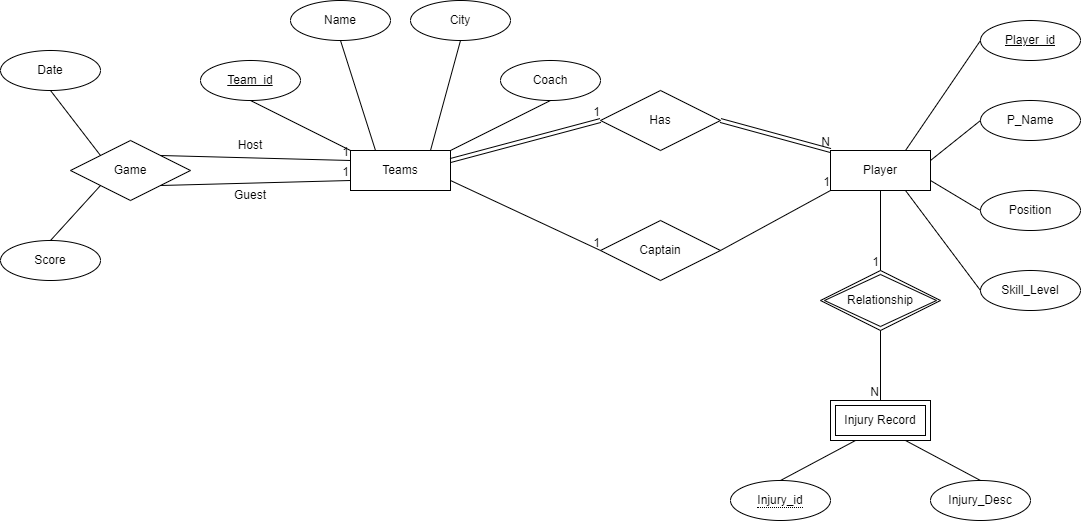 Name
City
Player_id
Date
Team_id
Coach
1
Has
P_Name
Host
1
N
Game
1
Teams
Player
Guest
1
Position
1
Captain
Score
1
Relationship
Skill_Level
N
Injury Record
Injury_id
Injury_Desc